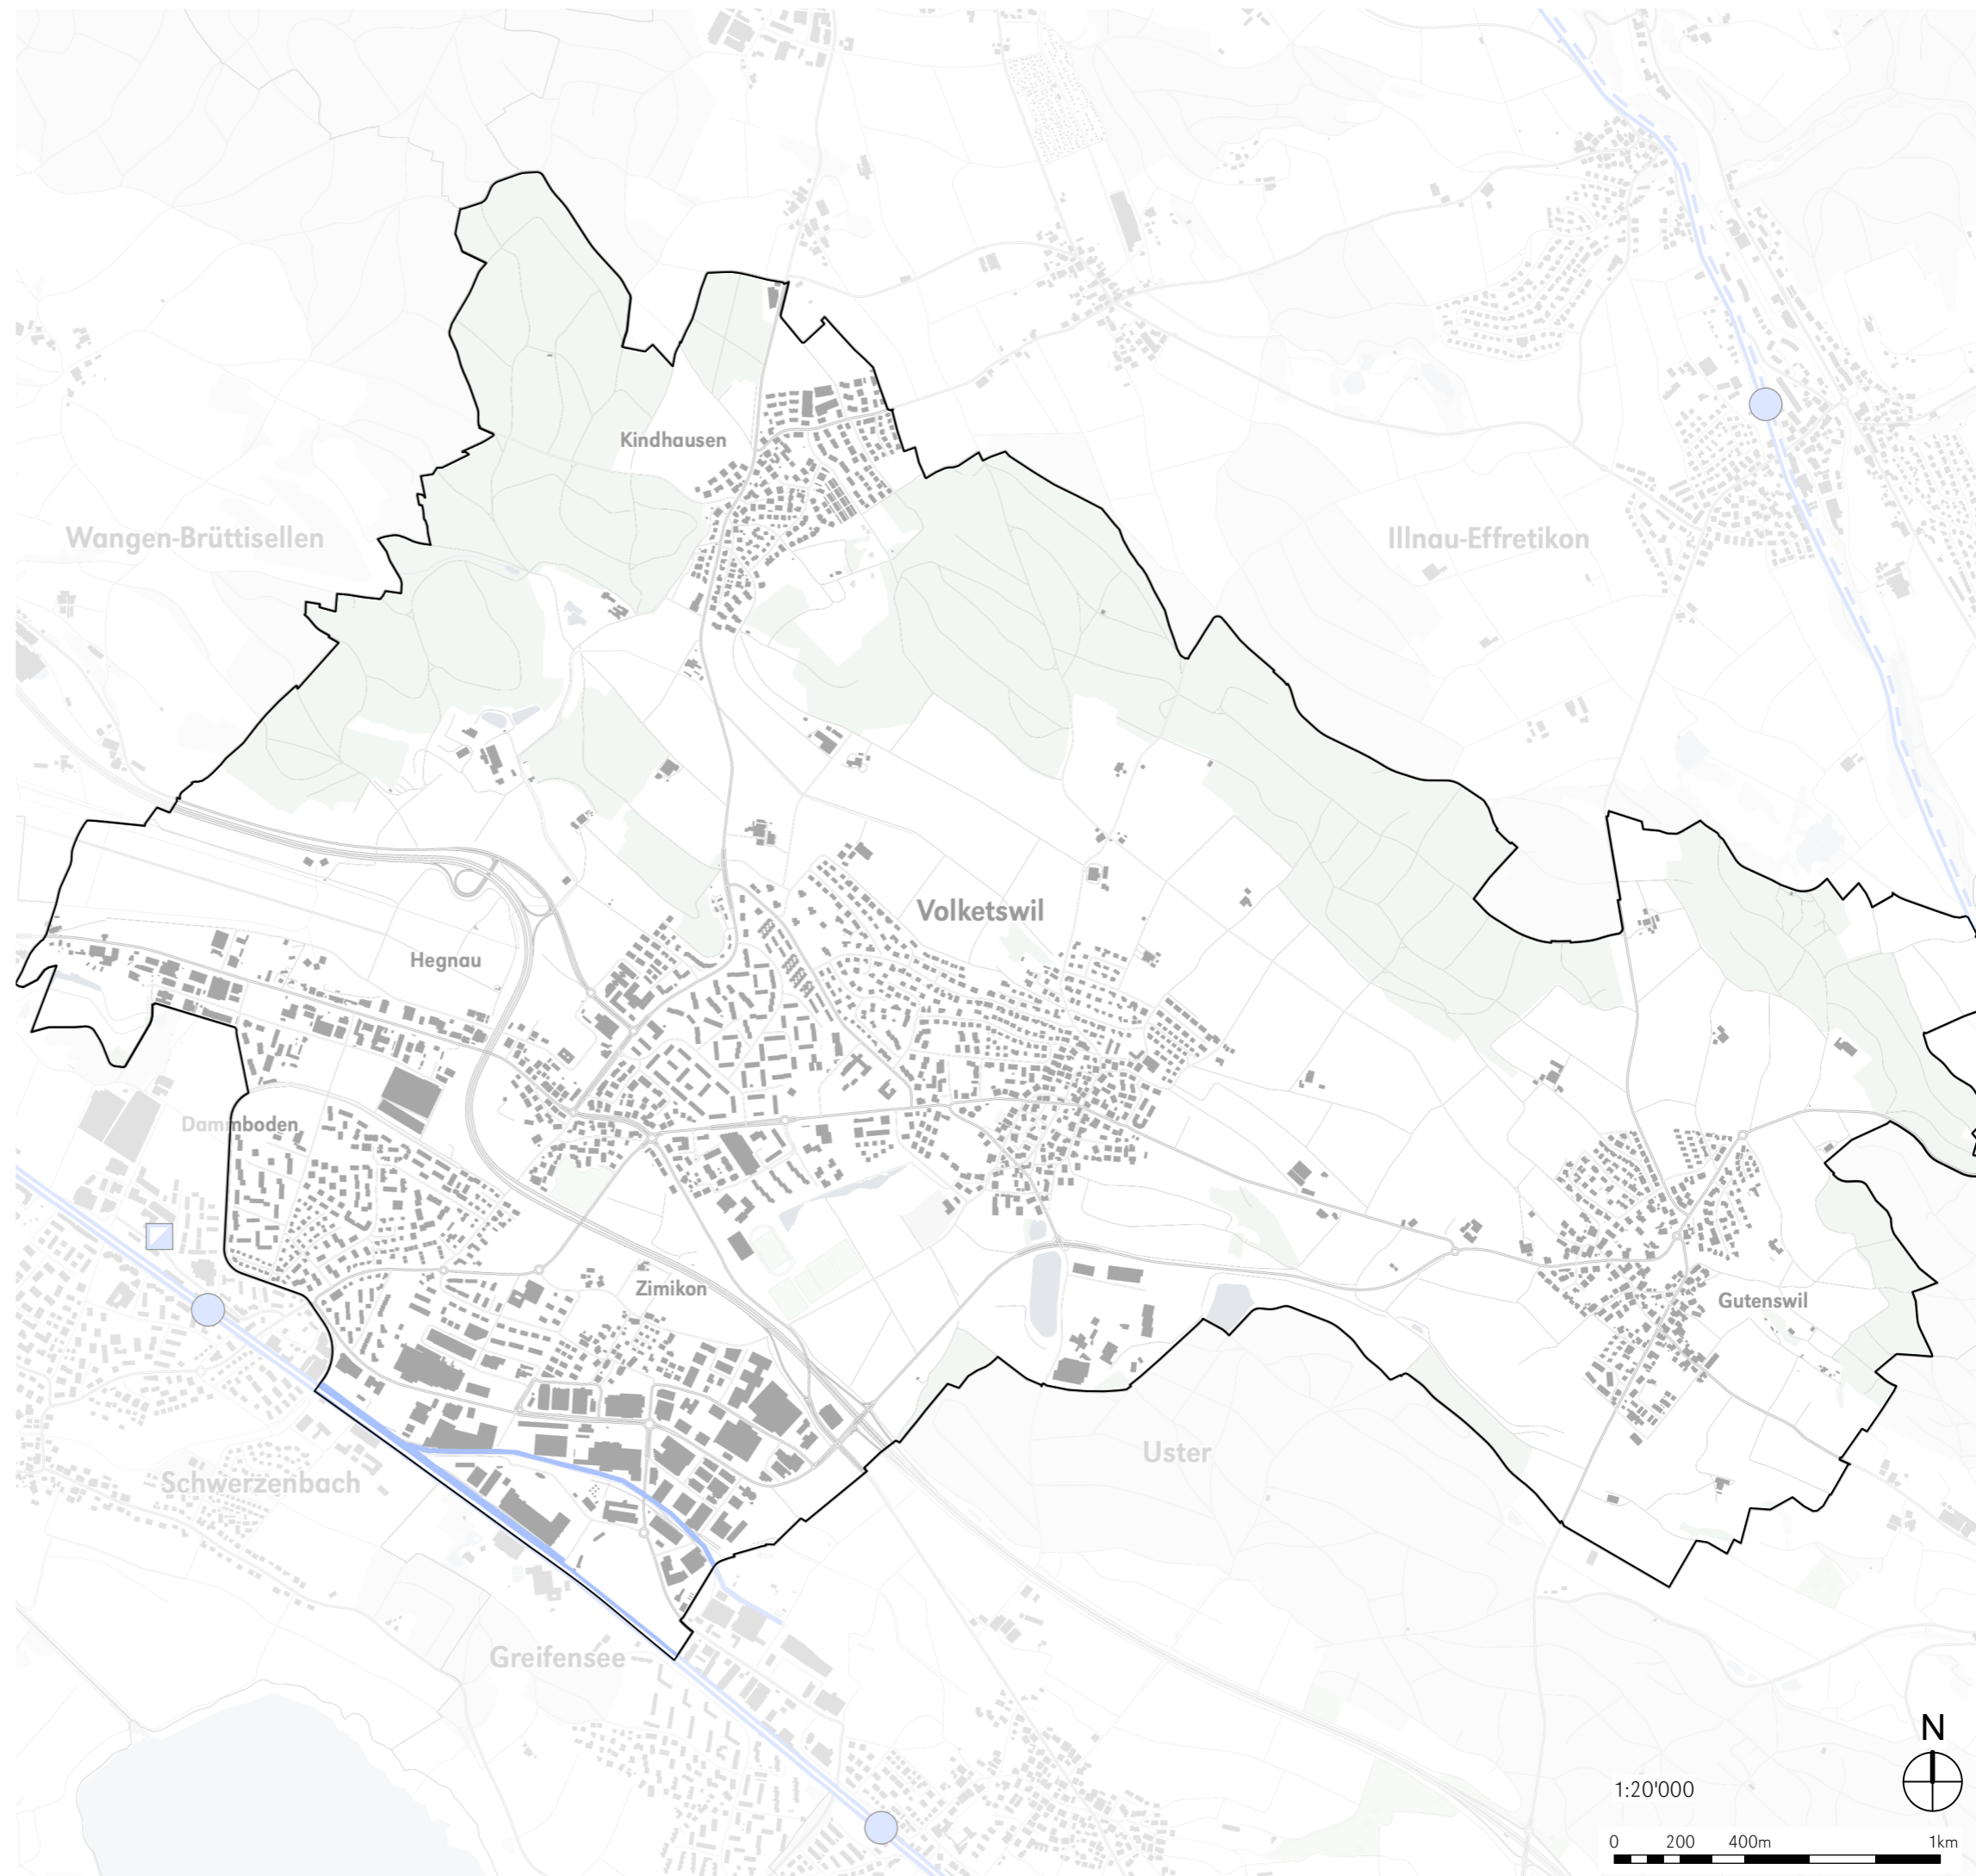 Kindhausen
Wangen-Brüttisellen
Illnau-Effretikon
Volketswil
Hegnau
Dammboden
Zimikon
Gutenswil
Uster
Schwerzenbach
Greifensee
N
1:20'000
0 200 400m 1km